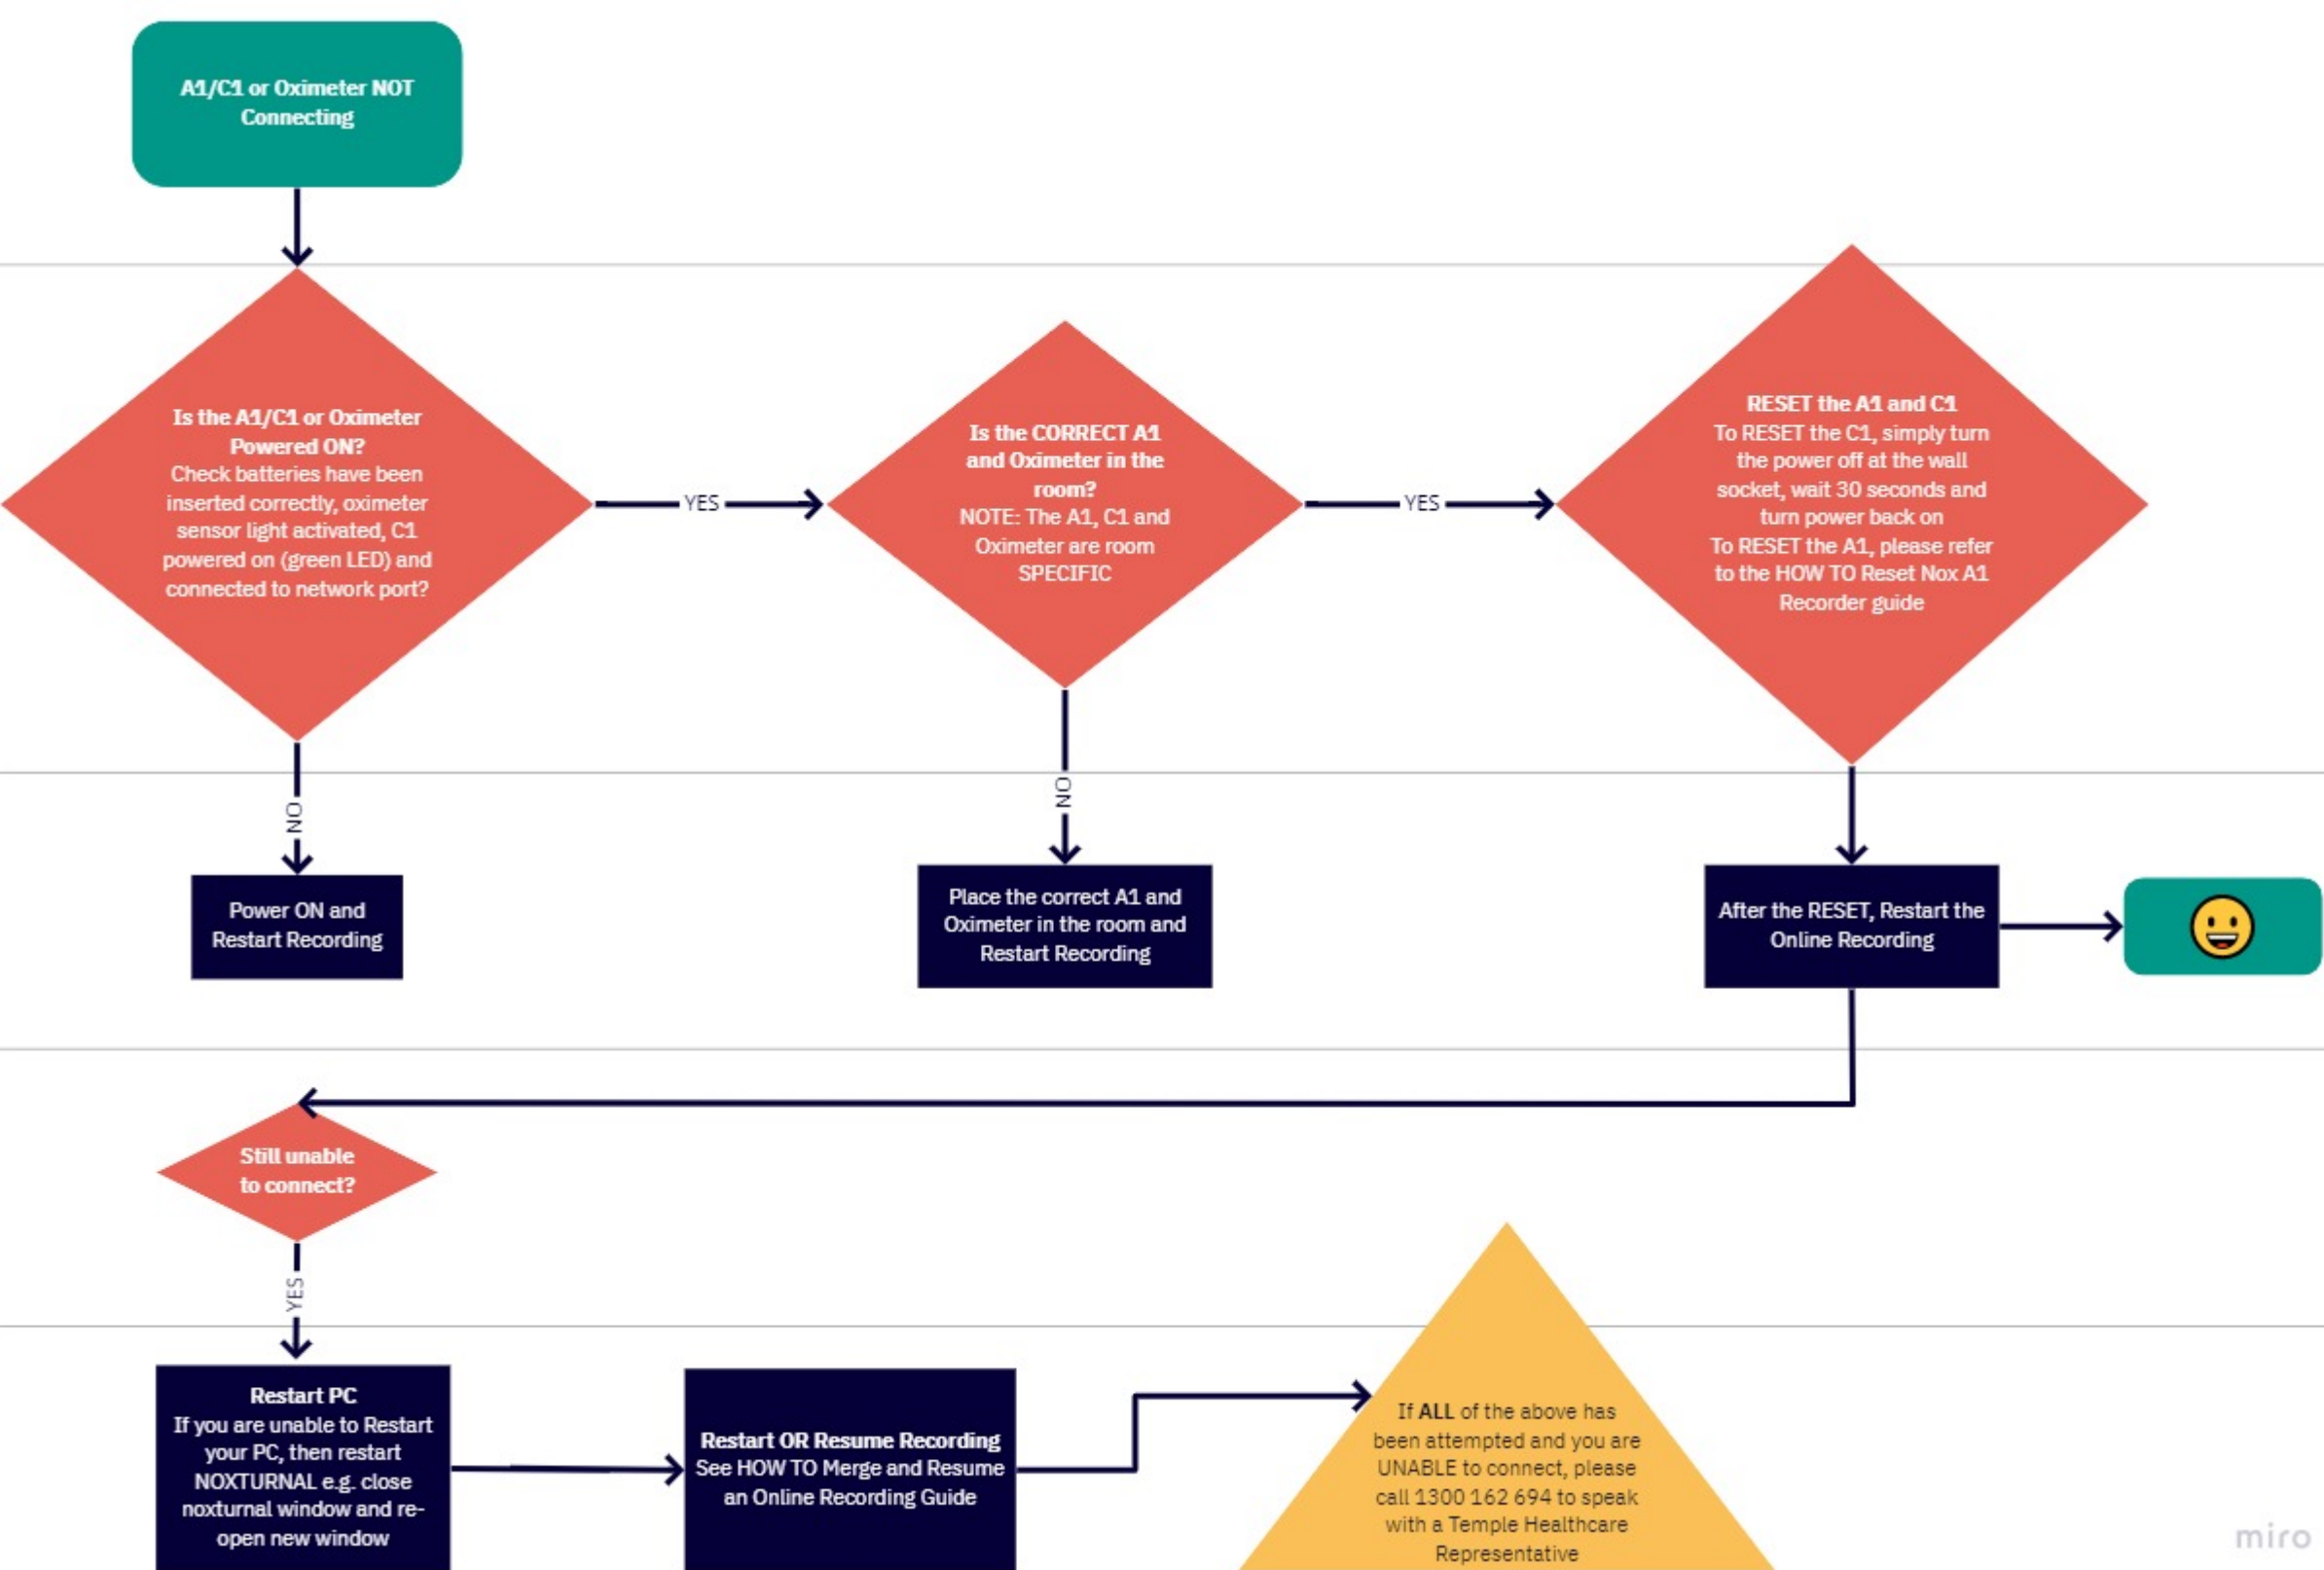 A1/C1 or Oximeter NOT
Connecting
Is the A1/C1 or Oximeter
Powered ON?
Check batteries have been
inserted correctly, oximeter
sensor light activated, C1
powered on (green LED) and
connected to network port?
YES
Is the CORRECT A1
and Oximeter in the
room?
NOTE: The A1, C1 and
Oximeter are room
SPECIFIC
YES
RESET the A1 and C1
To RESET the C1, simply turn
the power off at the wall
socket, wait 30 seconds and
turn power back on
To RESET the A1, please refer
to the HOW TO Reset Nox A1
Recorder guide
NO
NO
Power ON and
Restart Recording
Place the correct A1 and
Oximeter in the room and
Restart Recording
After the RESET, Restart the
Online Recording
Still unable
to connect?
YES
Restart PC
If you are unable to Restart
your PC, then restart
NOXTURNAL e.g. close
noxturnal window and re-
open new window
Restart OR Resume Recording
See HOW TO Merge and Resume
an Online Recording Guide
If ALL of the above has
been attempted and you are
UNABLE to connect, please
call 1300 162 694 to speak
with a Temple Healthcare
Representative
miro